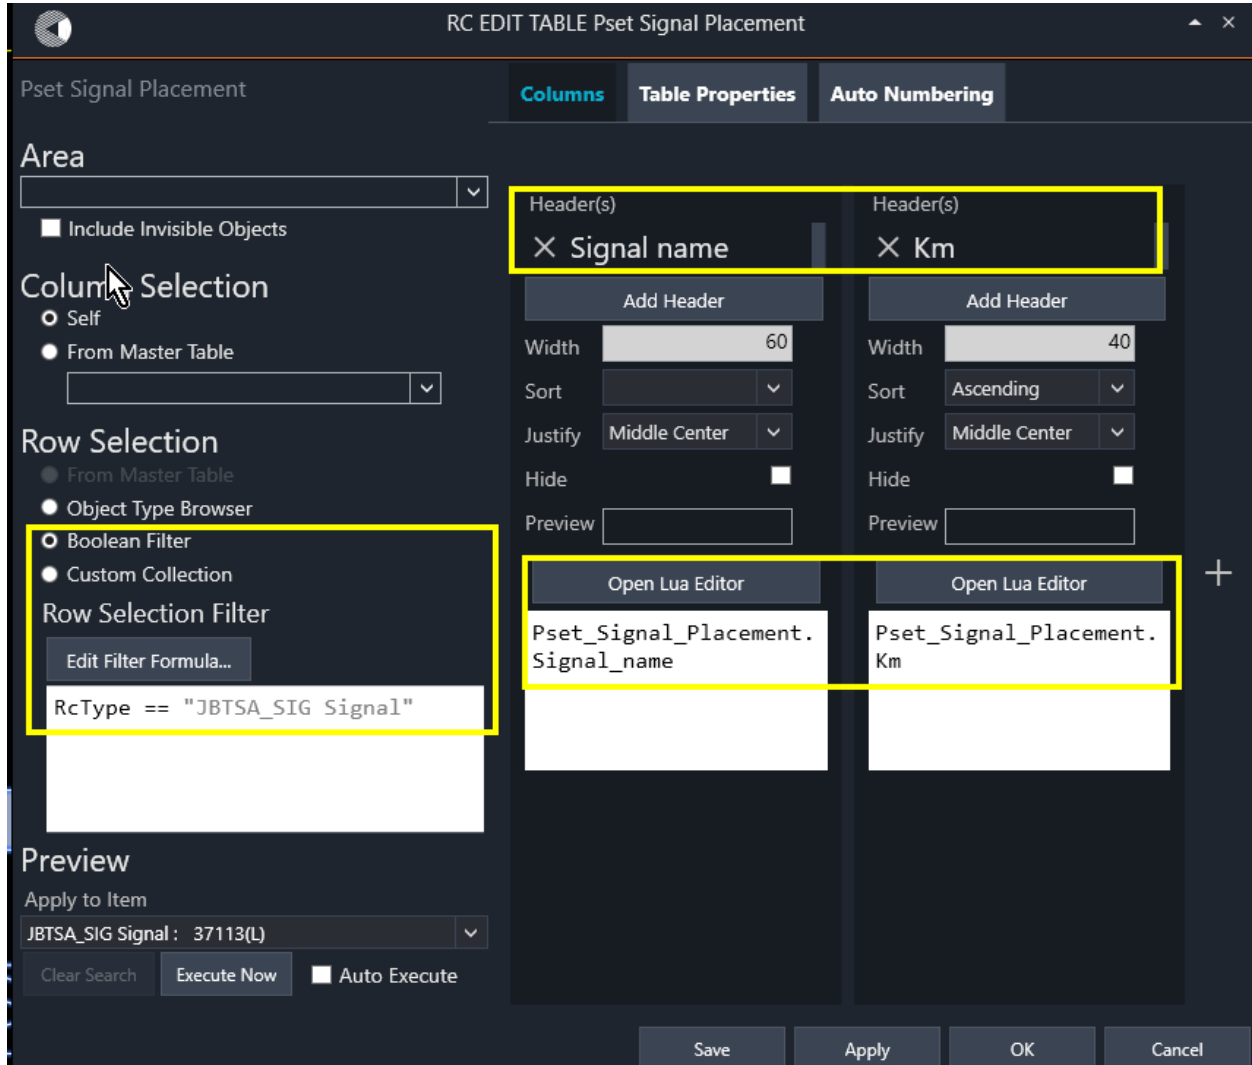 RC EDIT TABLE Pset Signal Placement
Pset Signal Placement
Columns
Table Properties
Auto Numbering
Area
Include Invisible Objects
Column Selection
Self
From Master Table
Row Selection
From Master Table
Object Type Browser
Boolean Filter
Custom Collection
Row Selection Filter
Edit Filter Formula...
RcType == "JBTSA_SIG Signal"
Preview
Apply to Item
JBTSA_SIG Signal : 37113(L)
Clear Search
Execute Now
Auto Execute
Header(s)
Signal name
Add Header
Width 60
Sort
Justify Middle Center
Hide
Preview
Open Lua Editor
Pset_Signal_Placement.
Signal_name
Header(s)
Km
Add Header
Width 40
Sort Ascending
Justify Middle Center
Hide
Preview
Open Lua Editor
Pset_Signal_Placement.
Km
Save
Apply
OK
Cancel